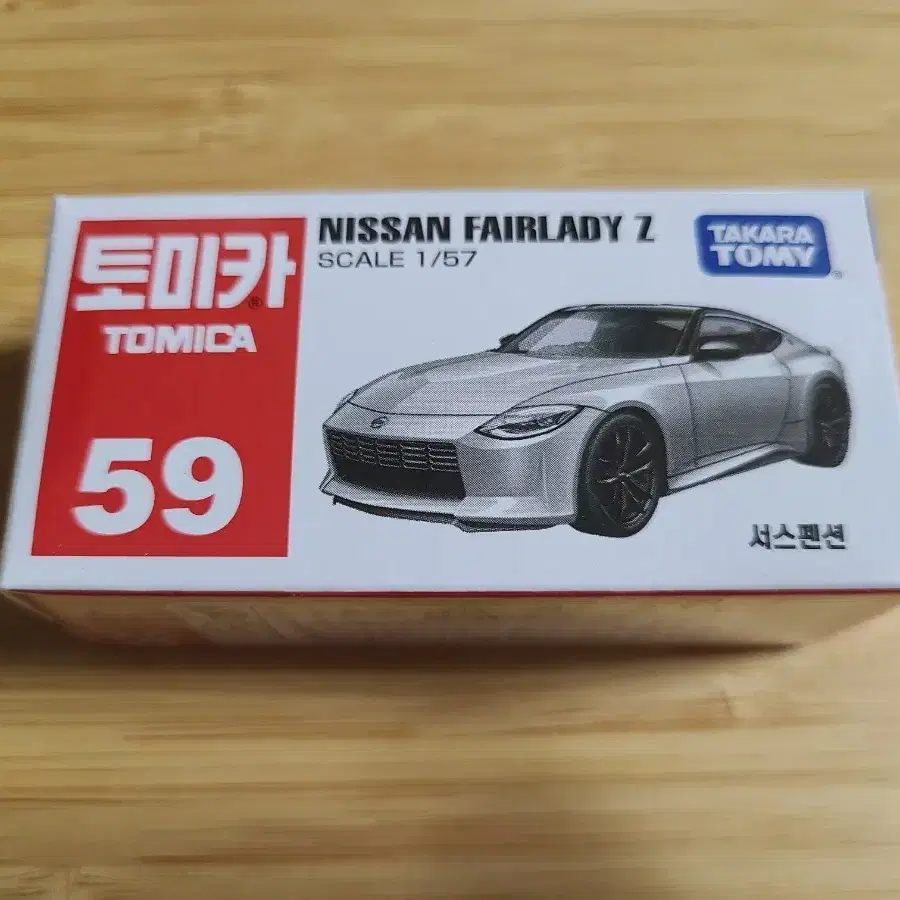 토미카®
TOMICA
59
NISSAN FAIRLADY Z
SCALE 1/57
TAKARA
TOMY®
서스펜션